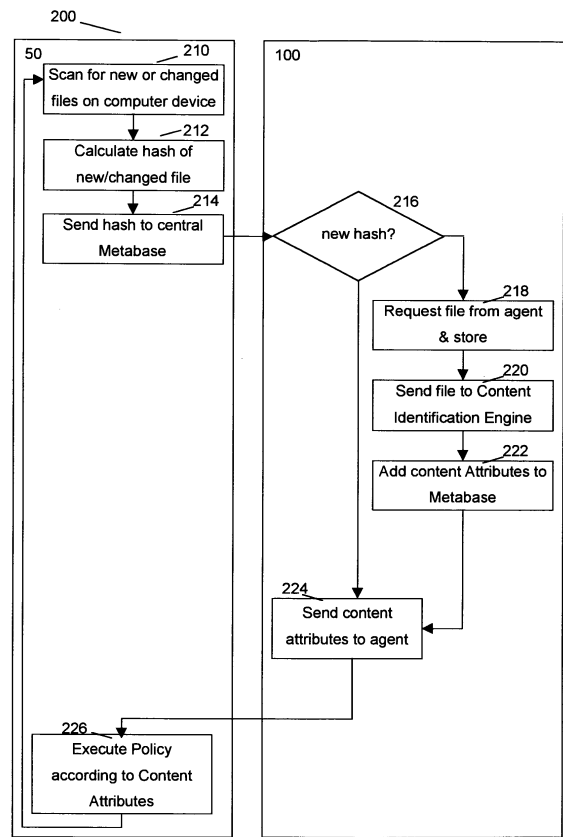 200
50
210
Scan for new or changed
files on computer device
212
Calculate hash of
new/changed file
214
Send hash to central
Metabase
100
216
new hash?
218
Request file from agent
& store
220
Send file to Content
Identification Engine
222
Add content Attributes to
Metabase
224
Send content
attributes to agent
226
Execute Policy
according to Content
Attributes